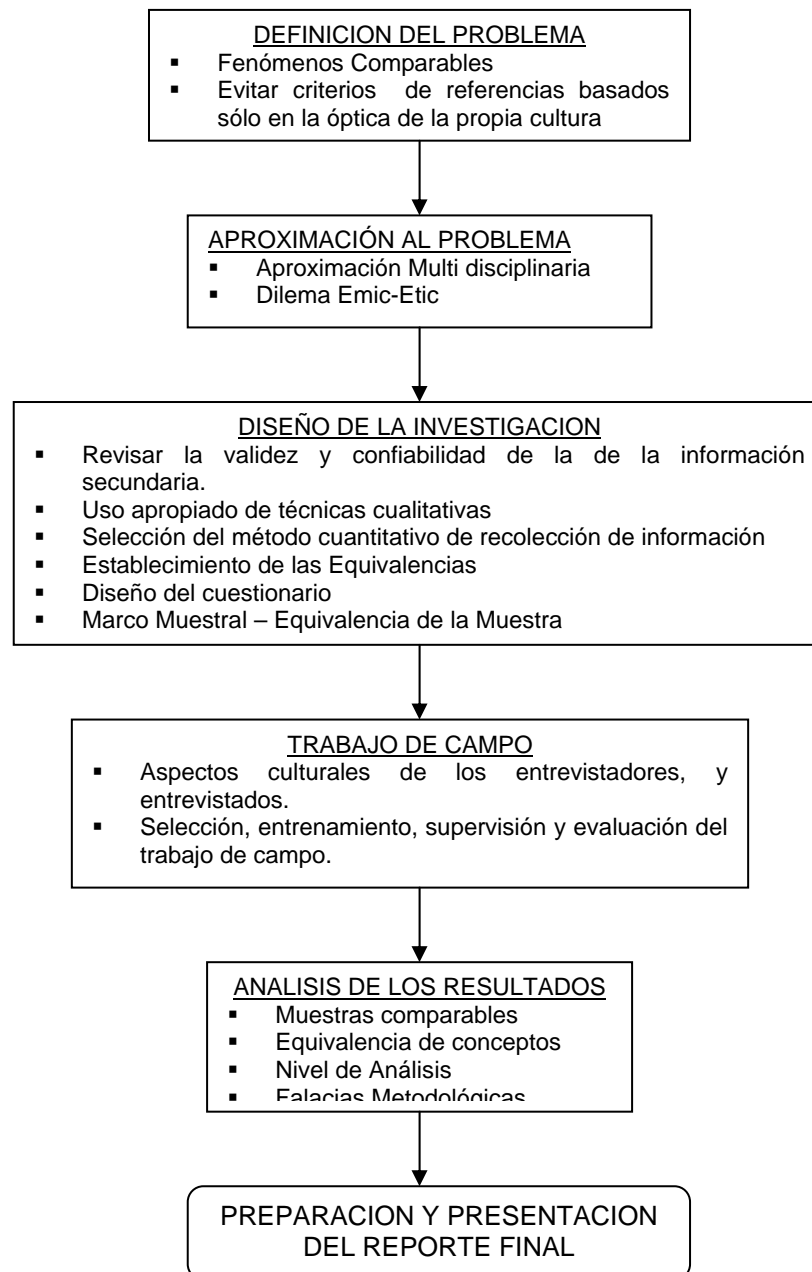 DEFINICION DEL PROBLEMA
▪ Fenómenos Comparables
▪ Evitar criterios de referencias basados
sólo en la óptica de la propia cultura
APROXIMACIÓN AL PROBLEMA
▪ Aproximación Multi disciplinaria
▪ Dilema Emic-Etic
DISEÑO DE LA INVESTIGACION
▪ Revisar la validez y confiabilidad de la de la información
secundaria.
▪ Uso apropiado de técnicas cualitativas
▪ Selección del método cuantitativo de recolección de información
▪ Establecimiento de las Equivalencias
▪ Diseño del cuestionario
▪ Marco Muestral – Equivalencia de la Muestra
TRABAJO DE CAMPO
▪ Aspectos culturales de los entrevistadores, y
entrevistados.
▪ Selección, entrenamiento, supervisión y evaluación del
trabajo de campo.
ANALISIS DE LOS RESULTADOS
▪ Muestras comparables
▪ Equivalencia de conceptos
▪ Nivel de Análisis
▪ Falacias Metodológicas
PREPARACION Y PRESENTACION
DEL REPORTE FINAL